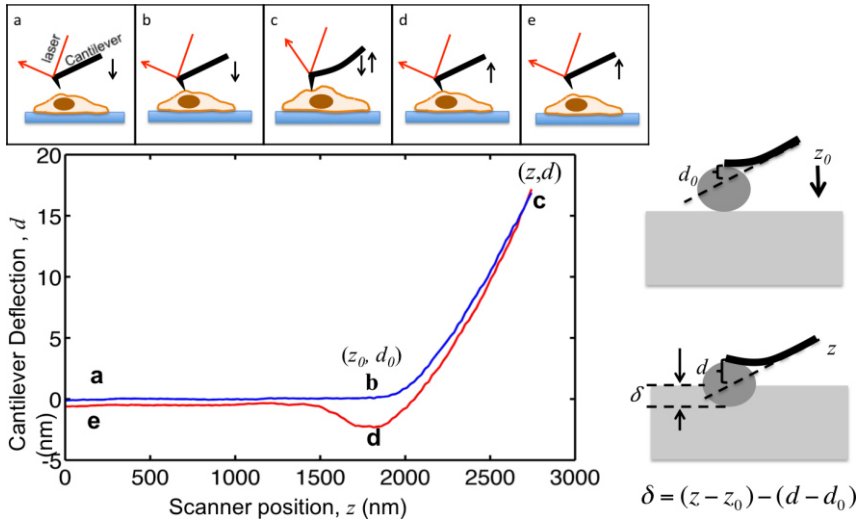 a
b
c
d
e
laser
Cantilever
20
15
10
5
0
-5
Cantilever Deflection , d
(nm)
(z,d)
c
(z₀, d₀)
a
b
e
d
0 500 1000 1500 2000 2500 3000
Scanner position, z (nm)
d₀
z₀
d
z
δ
δ = (z − z₀) − (d − d₀)